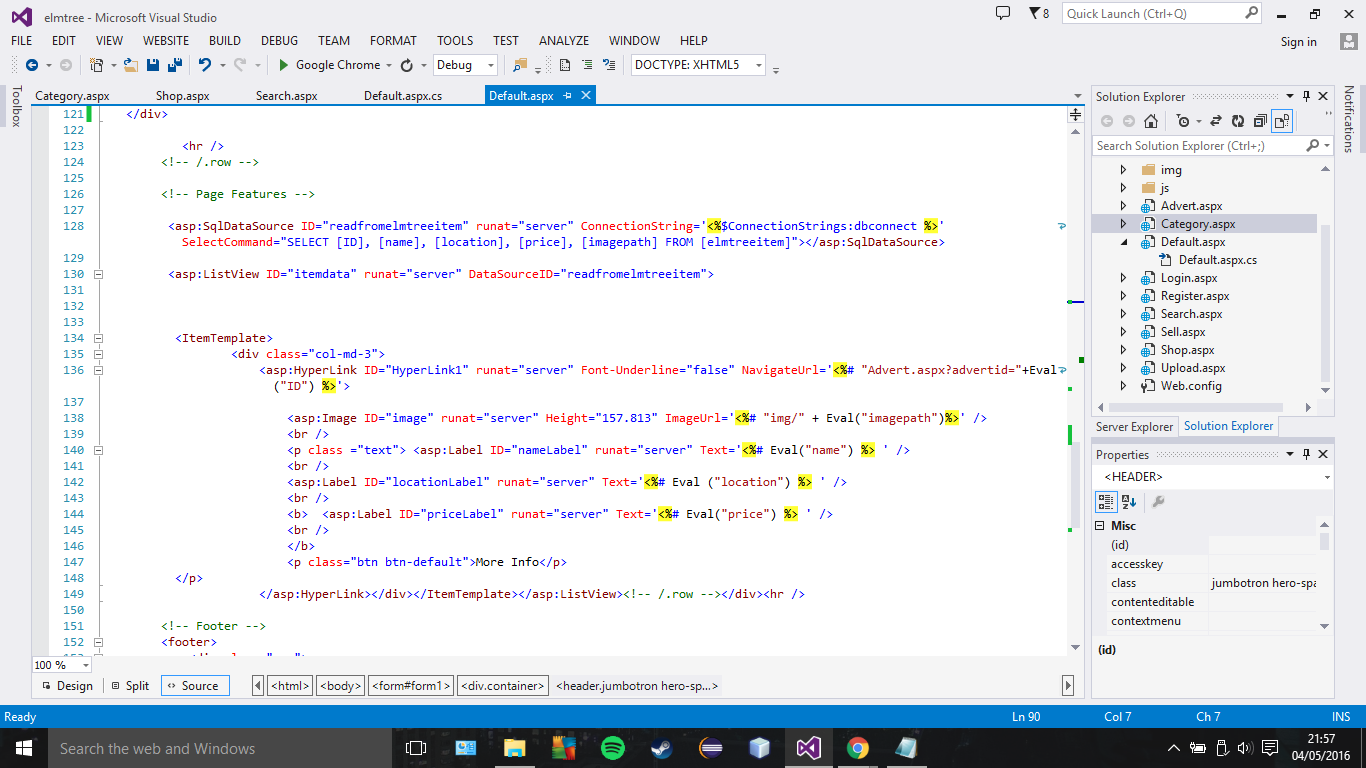 elmtree - Microsoft Visual Studio
8
Quick Launch (Ctrl+Q)
FILE EDIT VIEW WEBSITE BUILD DEBUG TEAM FORMAT TOOLS TEST ANALYZE WINDOW HELP
Sign in
Google Chrome
Debug
DOCTYPE: XHTML5
Toolbox
Category.aspx Shop.aspx Search.aspx Default.aspx.cs Default.aspx
121 </div>
122
123 <hr />
124 <!-- /.row -->
125
126 <!-- Page Features -->
127
128 <asp:SqlDataSource ID="readfromelmtreeitem" runat="server" ConnectionString='<%$ConnectionStrings:dbconnect %>'
SelectCommand="SELECT [ID], [name], [location], [price], [imagepath] FROM [elmtreeitem]"></asp:SqlDataSource>
129
130 <asp:ListView ID="itemdata" runat="server" DataSourceID="readfromelmtreeitem">
131
132
133
134 <ItemTemplate>
135 <div class="col-md-3">
136 <asp:HyperLink ID="HyperLink1" runat="server" Font-Underline="false" NavigateUrl='<%# "Advert.aspx?advertid="+Eval
("ID") %>'>
137
138 <asp:Image ID="image" runat="server" Height="157.813" ImageUrl='<%# "img/" + Eval("imagepath")%>' />
139 <br />
140 <p class ="text"> <asp:Label ID="nameLabel" runat="server" Text='<%# Eval("name") %> ' />
141 <br />
142 <asp:Label ID="locationLabel" runat="server" Text='<%# Eval ("location") %> ' />
143 <br />
144 <b> <asp:Label ID="priceLabel" runat="server" Text='<%# Eval("price") %> ' />
145 <br />
146 </b>
147 <p class="btn btn-default">More Info</p>
148 </p>
149 </asp:HyperLink></div></ItemTemplate></asp:ListView><!-- /.row --></div><hr />
150
151 <!-- Footer -->
152 <footer>
100 %
Design Split Source
<html> <body> <form#form1> <div.container> <header.jumbotron hero-sp...>
Solution Explorer
Search Solution Explorer (Ctrl+;)
img
js
Advert.aspx
Category.aspx
Default.aspx
Default.aspx.cs
Login.aspx
Register.aspx
Search.aspx
Sell.aspx
Shop.aspx
Upload.aspx
Web.config
Server Explorer Solution Explorer
Properties
<HEADER>
Misc
(id)
accesskey
class jumbotron hero-spa
contenteditable
contextmenu
(id)
Notifications
Ready
Ln 90 Col 7 Ch 7 INS
Search the web and Windows
21:57
04/05/2016